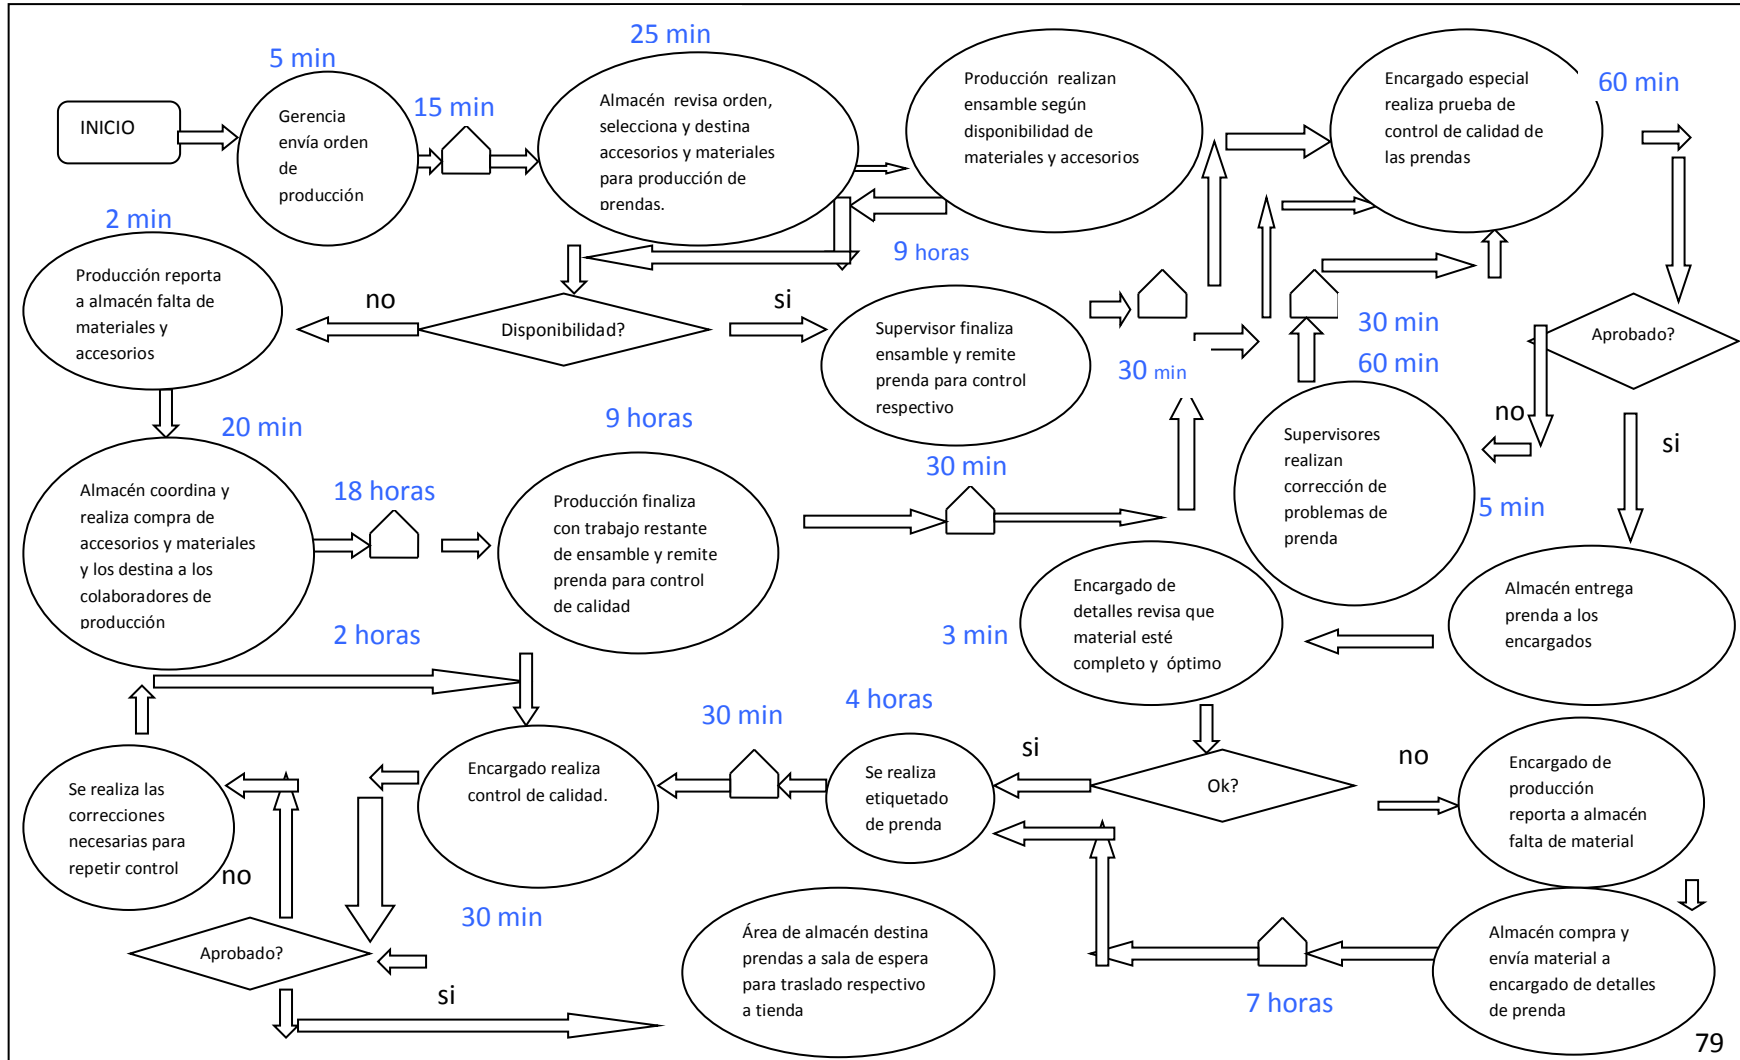 INICIO
5 min
Gerencia
envía orden
de
producción
15 min
25 min
Almacén revisa orden,
selecciona y destina
accesorios y materiales
para producción de
prendas.
Producción realizan
ensamble según
disponibilidad de
materiales y accesorios
9 horas
Encargado especial
realiza prueba de
control de calidad de
las prendas
60 min
2 min
Producción reporta
a almacén falta de
materiales y
accesorios
no
Disponibilidad?
si
Supervisor finaliza
ensamble y remite
prenda para control
respectivo
30 min
30 min
60 min
Aprobado?
no
si
Supervisores
realizan
corrección de
problemas de
prenda
5 min
20 min
Almacén coordina y
realiza compra de
accesorios y materiales
y los destina a los
colaboradores de
producción
18 horas
9 horas
Producción finaliza
con trabajo restante
de ensamble y remite
prenda para control
de calidad
30 min
Encargado de
detalles revisa que
material esté
completo y óptimo
3 min
Almacén entrega
prenda a los
encargados
2 horas
Se realiza las
correcciones
necesarias para
repetir control
no
Encargado realiza
control de calidad.
30 min
30 min
4 horas
Se realiza
etiquetado
de prenda
si
Ok?
no
Encargado de
producción
reporta a almacén
falta de material
Aprobado?
si
Área de almacén destina
prendas a sala de espera
para traslado respectivo
a tienda
7 horas
Almacén compra y
envía material a
encargado de detalles
de prenda
79